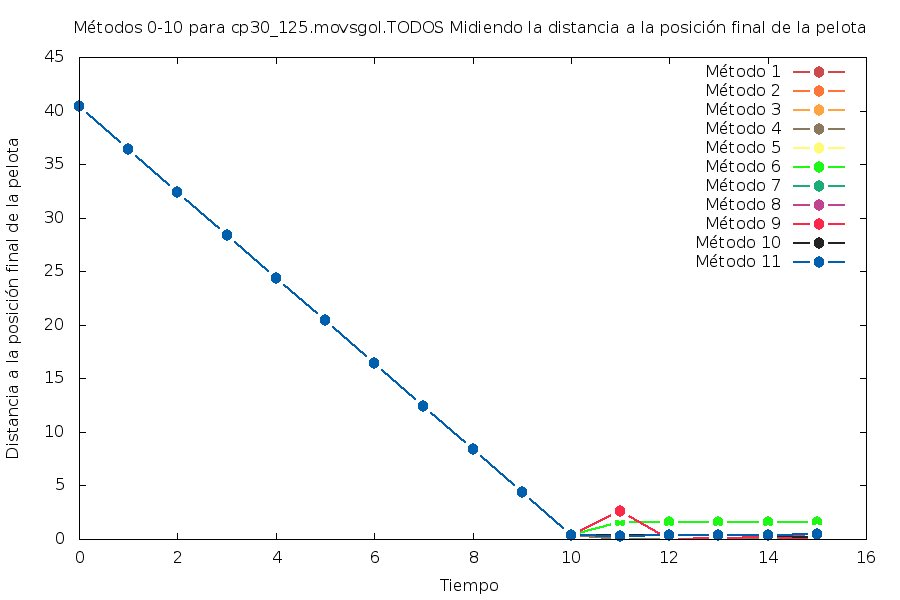 Métodos 0-10 para cp30_125.movsgol.TODOS Midiendo la distancia a la posición final de la pelota
45
40
35
30
25
20
15
10
5
0
Distancia a la posición final de la pelota
Método 1
Método 2
Método 3
Método 4
Método 5
Método 6
Método 7
Método 8
Método 9
Método 10
Método 11
0 2 4 6 8 10 12 14 16
Tiempo